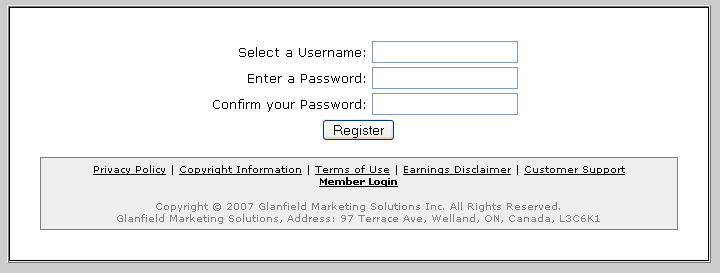 Select a Username:
Enter a Password:
Confirm your Password:
Register
Privacy Policy | Copyright Information | Terms of Use | Earnings Disclaimer | Customer Support
Member Login
Copyright © 2007 Glanfield Marketing Solutions Inc. All Rights Reserved.
Glanfield Marketing Solutions, Address: 97 Terrace Ave, Welland, ON, Canada, L3C6K1